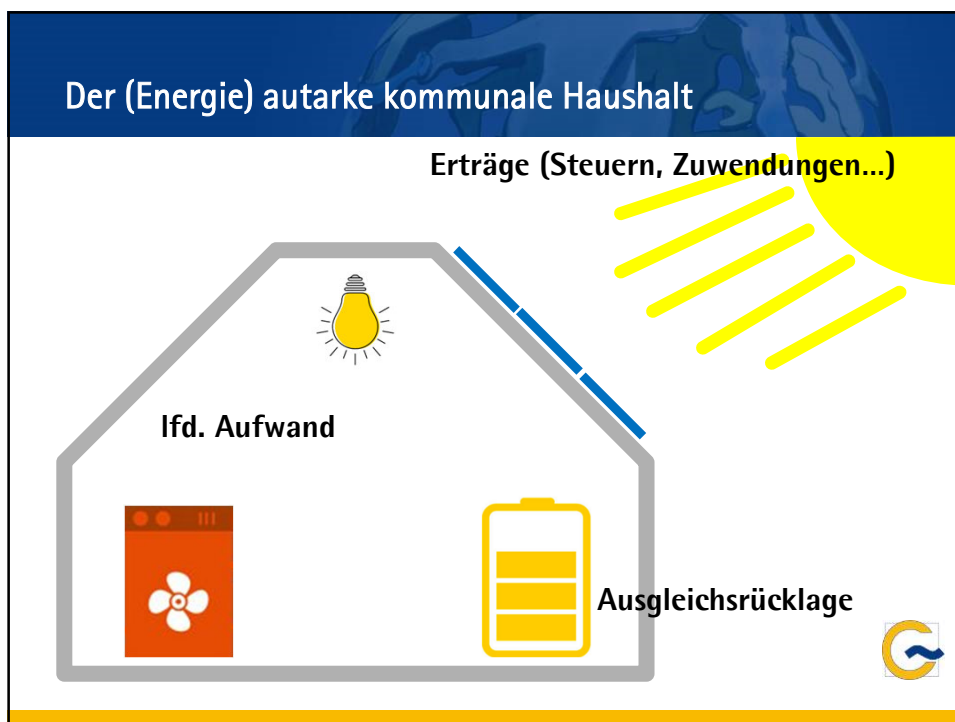 Der (Energie) autarke kommunale Haushalt
Erträge (Steuern, Zuwendungen...)
lfd. Aufwand
Ausgleichsrücklage